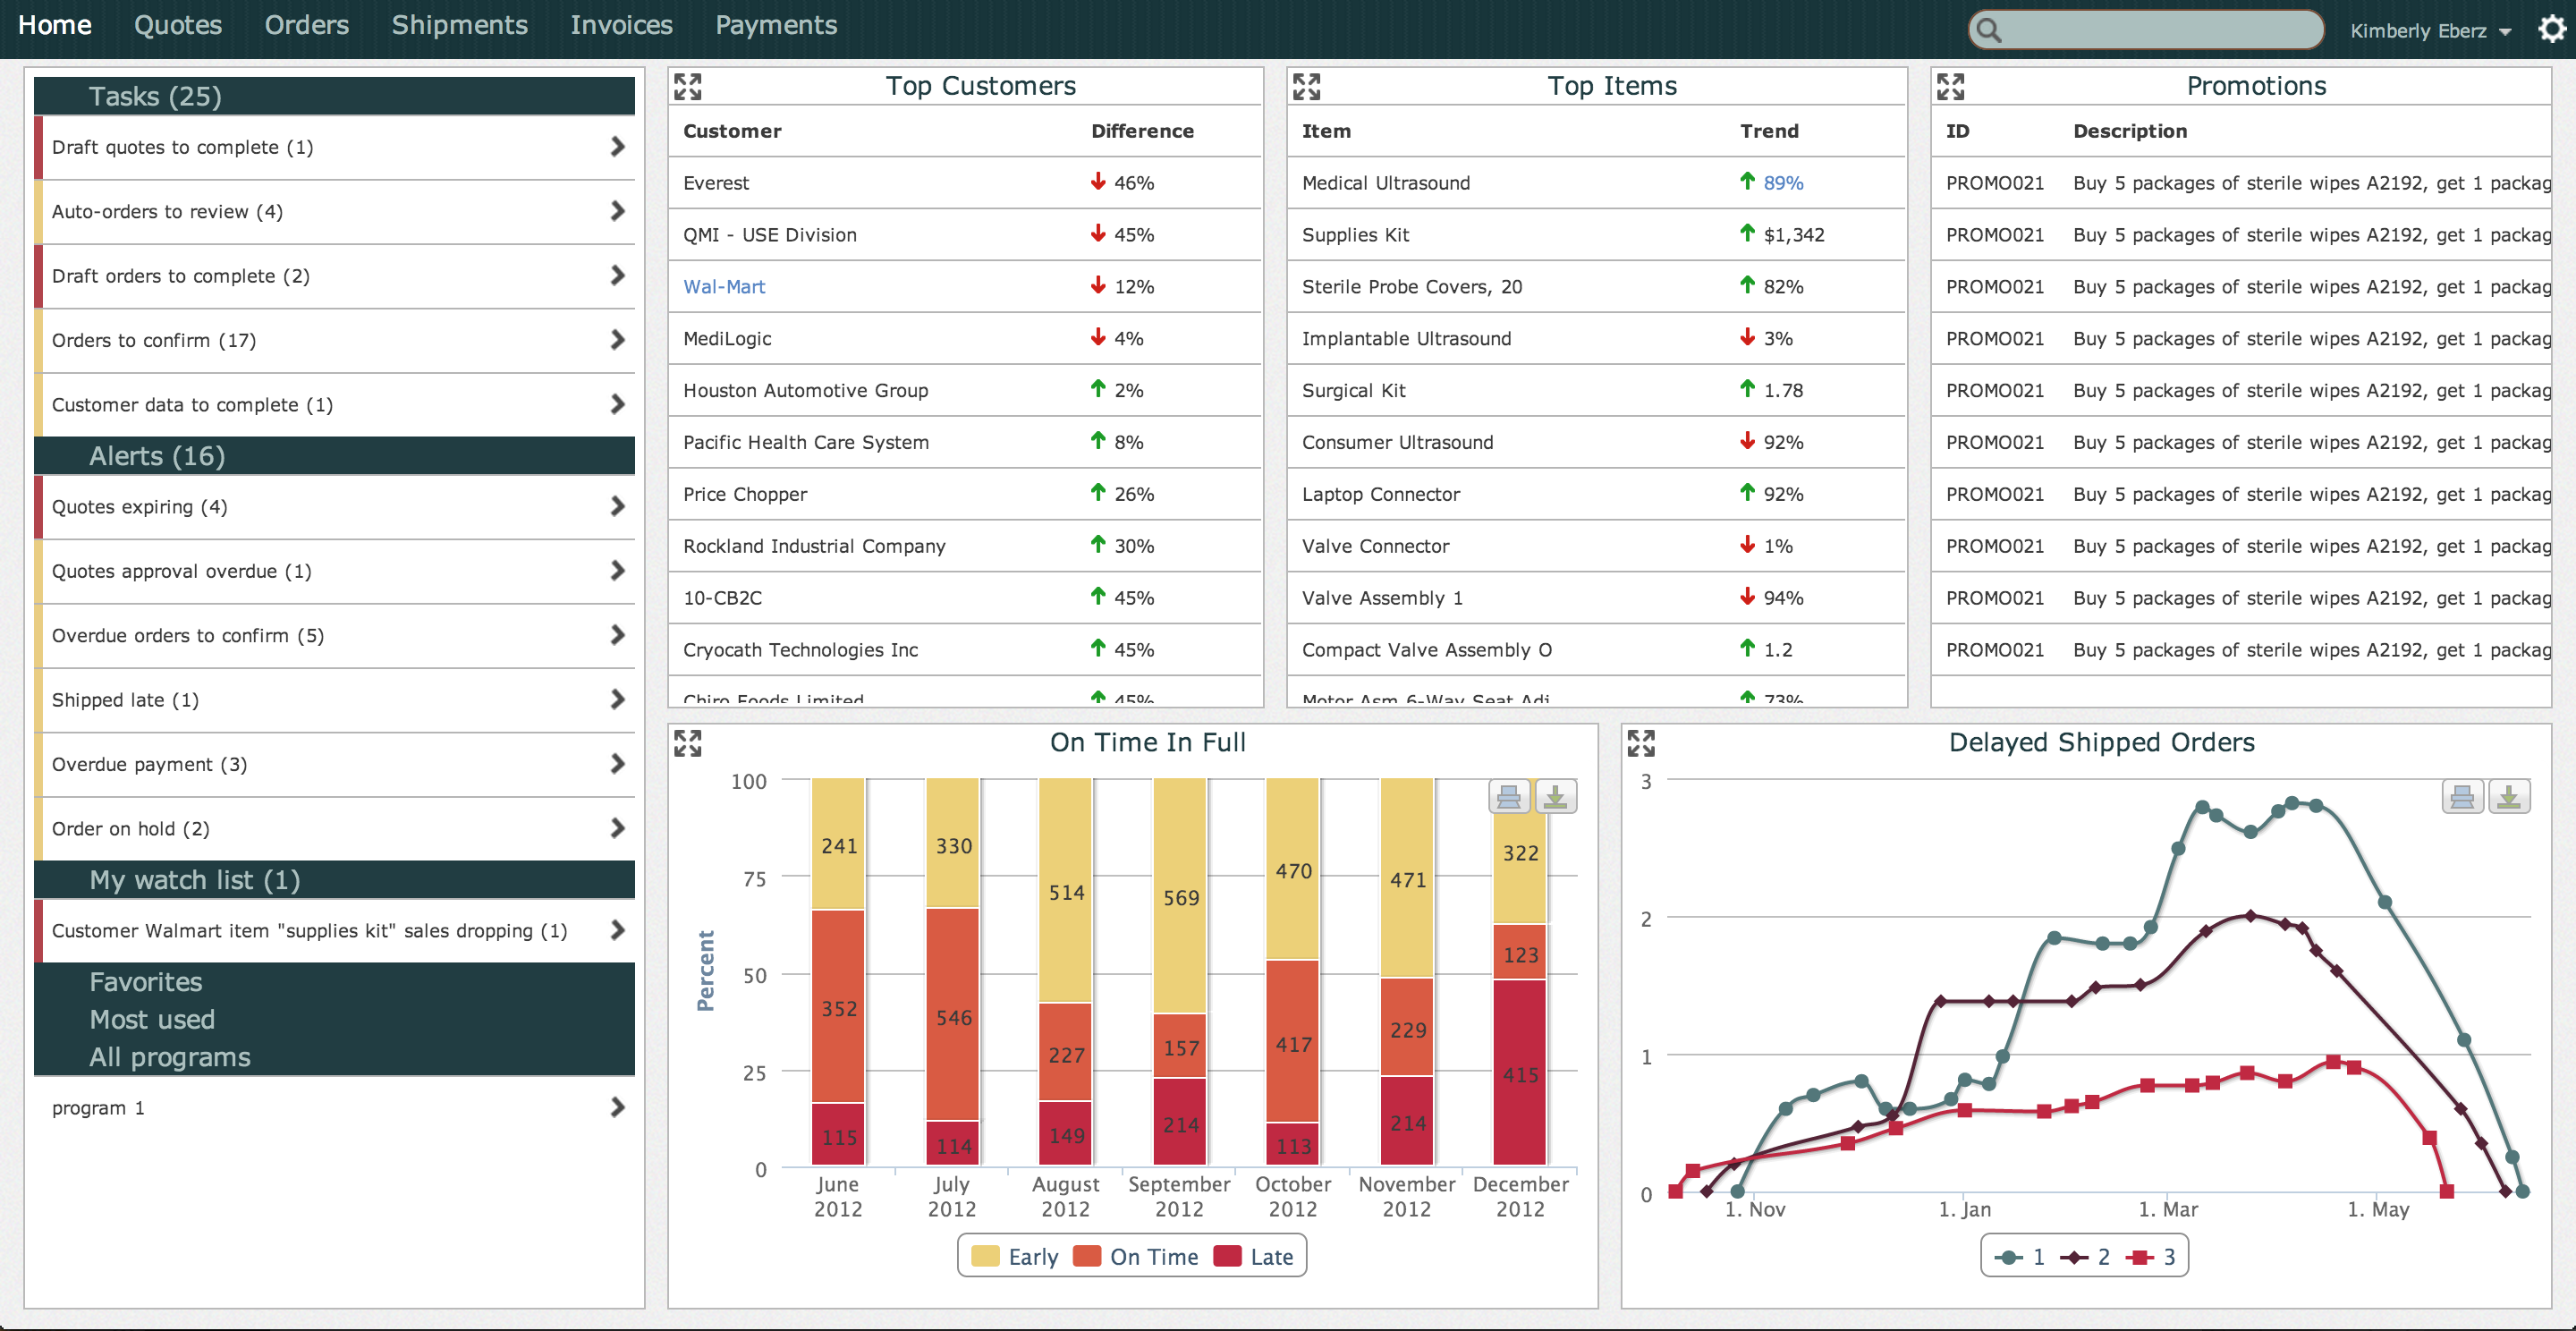 Home Quotes Orders Shipments Invoices Payments Kimberly Eberz
Tasks (25)
Draft quotes to complete (1)
Auto-orders to review (4)
Draft orders to complete (2)
Orders to confirm (17)
Customer data to complete (1)
Alerts (16)
Quotes expiring (4)
Quotes approval overdue (1)
Overdue orders to confirm (5)
Shipped late (1)
Overdue payment (3)
Order on hold (2)
My watch list (1)
Customer Walmart item "supplies kit" sales dropping (1)
Favorites
Most used
All programs
program 1
Top Customers
Customer Difference
Everest 46%
QMI - USE Division 45%
Wal-Mart 12%
MediLogic 4%
Houston Automotive Group 2%
Pacific Health Care System 8%
Price Chopper 26%
Rockland Industrial Company 30%
10-CB2C 45%
Cryocath Technologies Inc 45%
Chiro Foods Limited 45%
Top Items
Item Trend
Medical Ultrasound 89%
Supplies Kit $1,342
Sterile Probe Covers, 20 82%
Implantable Ultrasound 3%
Surgical Kit 1.78
Consumer Ultrasound 92%
Laptop Connector 92%
Valve Connector 1%
Valve Assembly 1 94%
Compact Valve Assembly O 1.2
Motor Asm 6-Way Seat Adj 73%
Promotions
ID Description
PROMO021 Buy 5 packages of sterile wipes A2192, get 1 packag
PROMO021 Buy 5 packages of sterile wipes A2192, get 1 packag
PROMO021 Buy 5 packages of sterile wipes A2192, get 1 packag
PROMO021 Buy 5 packages of sterile wipes A2192, get 1 packag
PROMO021 Buy 5 packages of sterile wipes A2192, get 1 packag
PROMO021 Buy 5 packages of sterile wipes A2192, get 1 packag
PROMO021 Buy 5 packages of sterile wipes A2192, get 1 packag
PROMO021 Buy 5 packages of sterile wipes A2192, get 1 packag
PROMO021 Buy 5 packages of sterile wipes A2192, get 1 packag
PROMO021 Buy 5 packages of sterile wipes A2192, get 1 packag
On Time In Full
Percent
100
75
50
25
0
241 330 514 569 470 471 322
352 546 227 157 417 229 123
115 114 149 214 113 214 415
June July August September October November December
2012 2012 2012 2012 2012 2012 2012
Early On Time Late
Delayed Shipped Orders
3
2
1
0
1. Nov 1. Jan 1. Mar 1. May
1 2 3